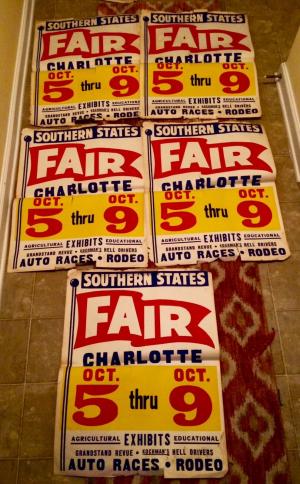 SOUTHERN STATES
FAIR
CHARLOTTE
OCT. OCT.
5 thru 9
AGRICULTURAL EXHIBITS EDUCATIONAL
GRANDSTAND REVUE • KOCHMAN'S HELL DRIVERS
AUTO RACES • RODEO
SOUTHERN STATES
FAIR
CHARLOTTE
OCT. OCT.
5 thru 9
AGRICULTURAL EXHIBITS EDUCATIONAL
GRANDSTAND REVUE • KOCHMAN'S HELL DRIVERS
AUTO RACES • RODEO
SOUTHERN STATES
FAIR
CHARLOTTE
OCT. OCT.
5 thru 9
AGRICULTURAL EXHIBITS EDUCATIONAL
GRANDSTAND REVUE • KOCHMAN'S HELL DRIVERS
AUTO RACES • RODEO
SOUTHERN STATES
FAIR
CHARLOTTE
OCT. OCT.
5 thru 9
AGRICULTURAL EXHIBITS EDUCATIONAL
GRANDSTAND REVUE • KOCHMAN'S HELL DRIVERS
AUTO RACES • RODEO
SOUTHERN STATES
FAIR
CHARLOTTE
OCT. OCT.
5 thru 9
AGRICULTURAL EXHIBITS EDUCATIONAL
GRANDSTAND REVUE • KOCHMAN'S HELL DRIVERS
AUTO RACES • RODEO